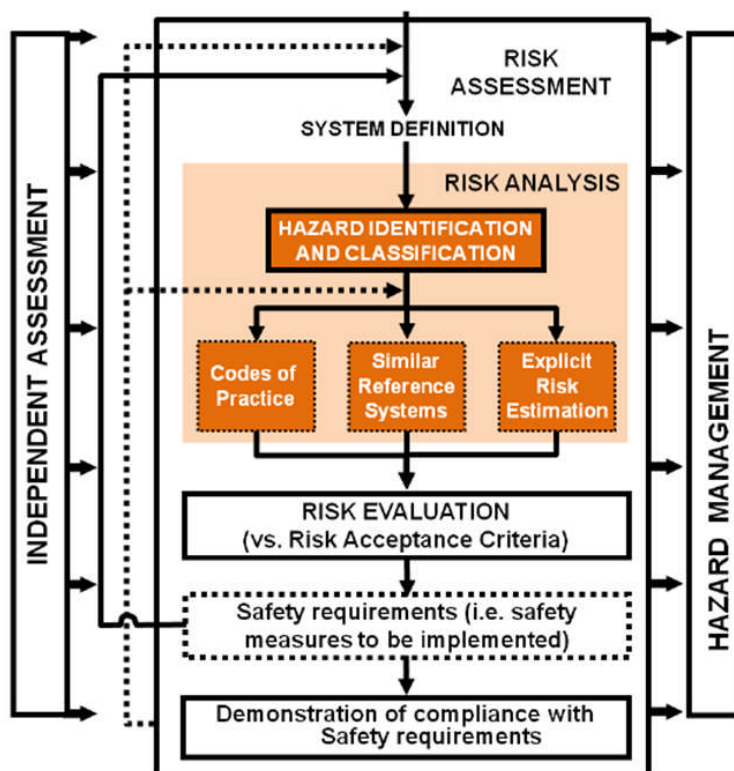 INDEPENDENT ASSESSMENT
RISK
ASSESSMENT
SYSTEM DEFINITION
RISK ANALYSIS
HAZARD IDENTIFICATION
AND CLASSIFICATION
Codes of
Practice
Similar
Reference
Systems
Explicit
Risk
Estimation
RISK EVALUATION
(vs. Risk Acceptance Criteria)
Safety requirements (i.e. safety
measures to be implemented)
Demonstration of compliance with
Safety requirements
HAZARD MANAGEMENT